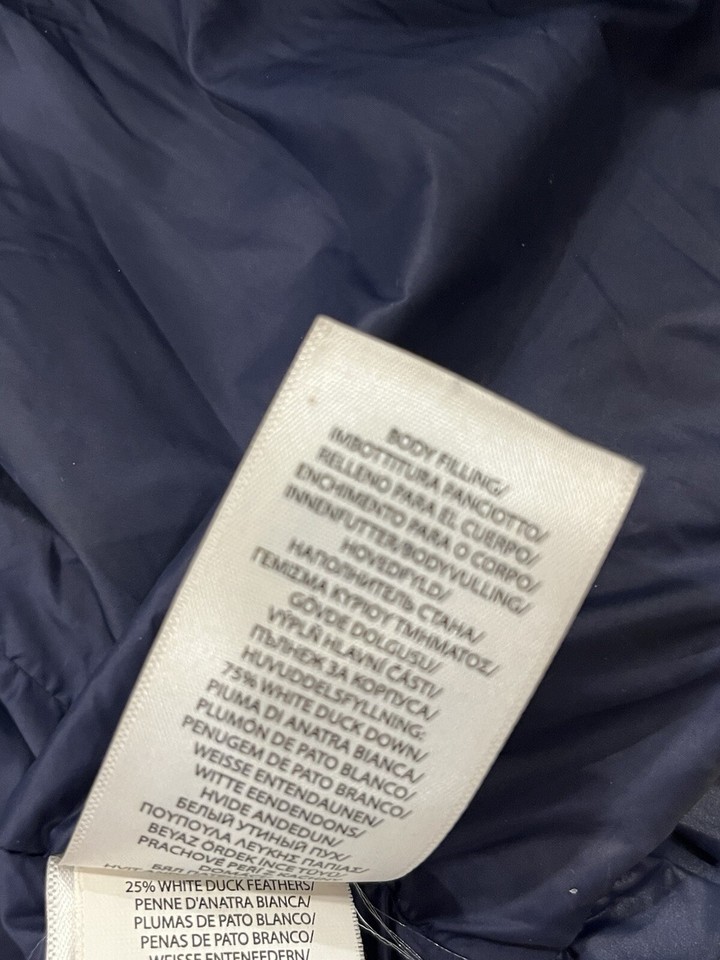 BODY FILLING/
IMBOTTITURA PANCIOTTO/
RELLENO PARA EL CUERPO/
ENCHIMENTO PARA O CORPO/
INNENFUTTER/BODYVULLING/
HOVEDFYLD/
НАПОЛНИТЕЛЬ СТАНА/
ΓΕΜΙΣΜΑ ΚΥΡΙΟΥ ΤΜΗΜΑΤΟΣ/
GÖVDE DOLGUSU/
VÝPLŇ HLAVNÍ ČÁSTI/
ПЪЛНЕЖ ЗА КОРПУСА/
HUVUDDELSFYLLNING:
75% WHITE DUCK DOWN/
PIUMA DI ANATRA BIANCA/
PLUMÓN DE PATO BLANCO/
PENUGEM DE PATO BRANCO/
WEISSE ENTENDAUNEN/
WITTE EENDENDONS/
HVIDE ANDEDUN/
БЕЛЫЙ УТИНЫЙ ПУХ/
ΠΟΥΠΟΥΛΑ ΛΕΥΚΗΣ ΠΑΠΙΑΣ/
BEYAZ ÖRDEK İNCE TÜYÜ/
PRACHOVÉ PEŘÍ Z
25% WHITE DUCK FEATHERS/
PENNE D'ANATRA BIANCA/
PLUMAS DE PATO BLANCO/
PENAS DE PATO BRANCO/
WEISSE ENTENFEDERN/